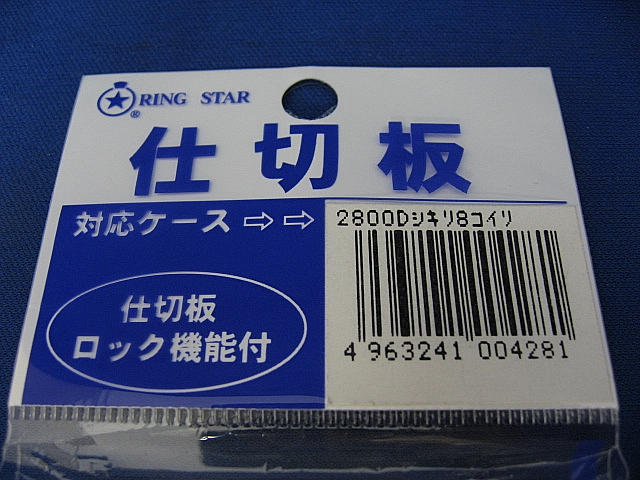 RING STAR
®
仕切板
対応ケース⇨⇨
2800Dシキリ8コイリ
仕切板
ロック機能付
4 963241 004281